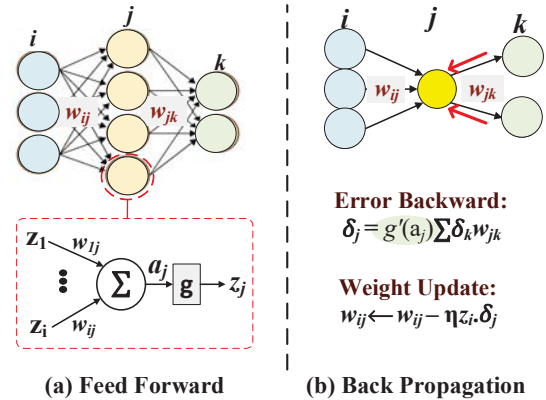 i
j
k
w_ij
w_jk
z_1
w_1j
Σ
a_j
g
z_j
z_i
w_ij
(a) Feed Forward
i
j
k
w_ij
w_jk
Error Backward:
δ_j = g′(a_j)∑δ_k w_jk
Weight Update:
w_ij ← w_ij − ηz_i.δ_j
(b) Back Propagation